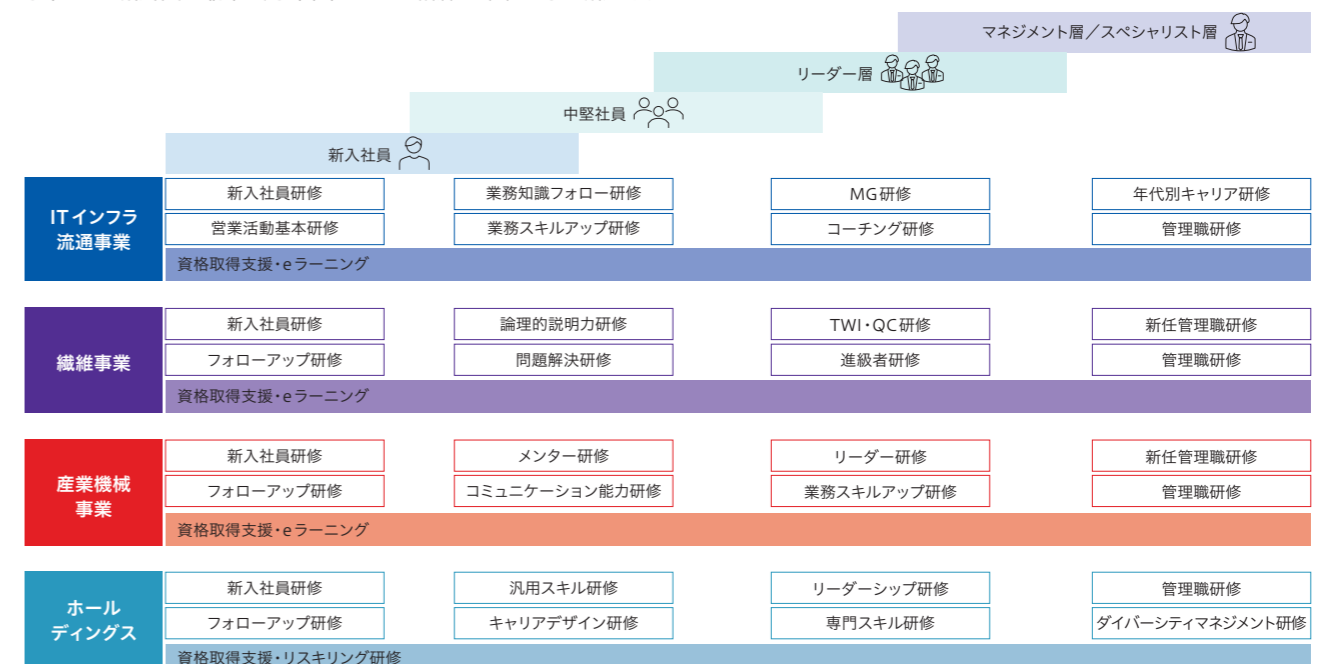 マネジメント層／スペシャリスト層
リーダー層
中堅社員
新入社員
ITインフラ
流通事業
新入社員研修
業務知識フォロー研修
MG研修
年代別キャリア研修
営業活動基本研修
業務スキルアップ研修
コーチング研修
管理職研修
資格取得支援・eラーニング
繊維事業
新入社員研修
論理的説明力研修
TWI・QC研修
新任管理職研修
フォローアップ研修
問題解決研修
進級者研修
管理職研修
資格取得支援・eラーニング
産業機械
事業
新入社員研修
メンター研修
リーダー研修
新任管理職研修
フォローアップ研修
コミュニケーション能力研修
業務スキルアップ研修
管理職研修
資格取得支援・eラーニング
ホール
ディングス
新入社員研修
汎用スキル研修
リーダーシップ研修
管理職研修
フォローアップ研修
キャリアデザイン研修
専門スキル研修
ダイバーシティマネジメント研修
資格取得支援・リスキリング研修